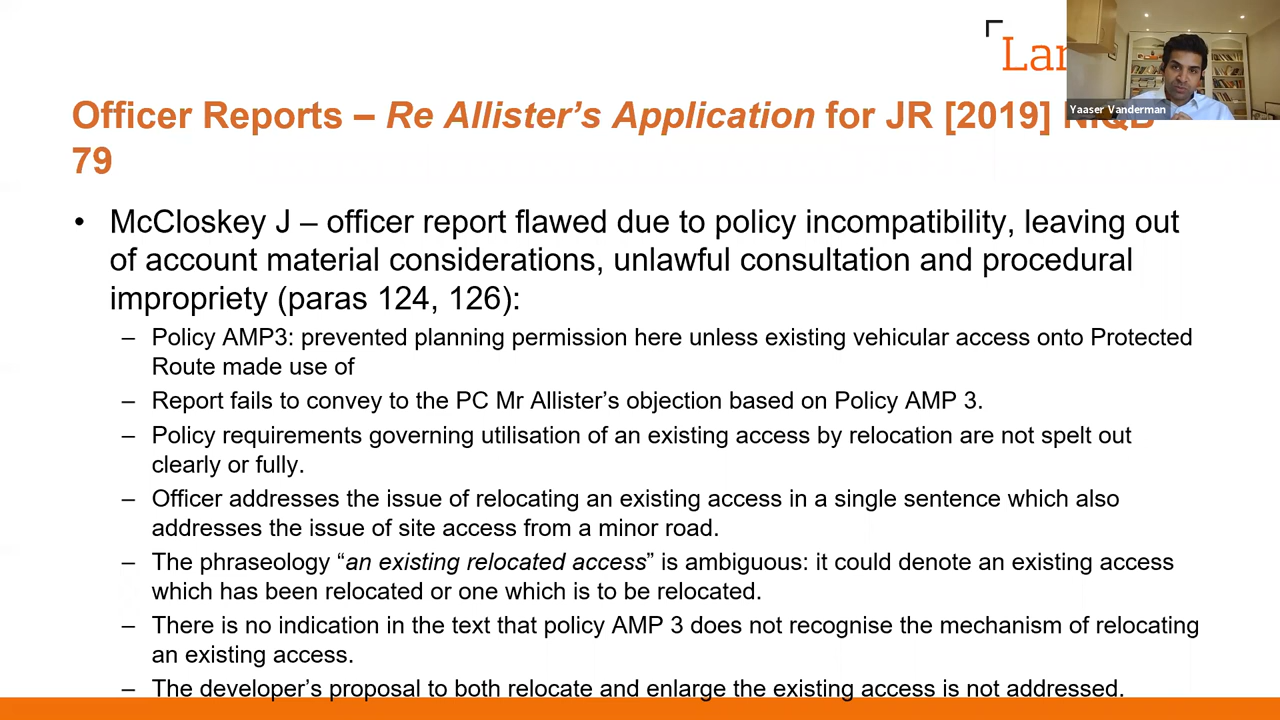 Lan
Yaaser Vanderman
Officer Reports – Re Allister’s Application for JR [2019] NIQB
79
• McCloskey J – officer report flawed due to policy incompatibility, leaving out
of account material considerations, unlawful consultation and procedural
impropriety (paras 124, 126):
– Policy AMP3: prevented planning permission here unless existing vehicular access onto Protected
Route made use of
– Report fails to convey to the PC Mr Allister’s objection based on Policy AMP 3.
– Policy requirements governing utilisation of an existing access by relocation are not spelt out
clearly or fully.
– Officer addresses the issue of relocating an existing access in a single sentence which also
addresses the issue of site access from a minor road.
– The phraseology “an existing relocated access” is ambiguous: it could denote an existing access
which has been relocated or one which is to be relocated.
– There is no indication in the text that policy AMP 3 does not recognise the mechanism of relocating
an existing access.
– The developer’s proposal to both relocate and enlarge the existing access is not addressed.